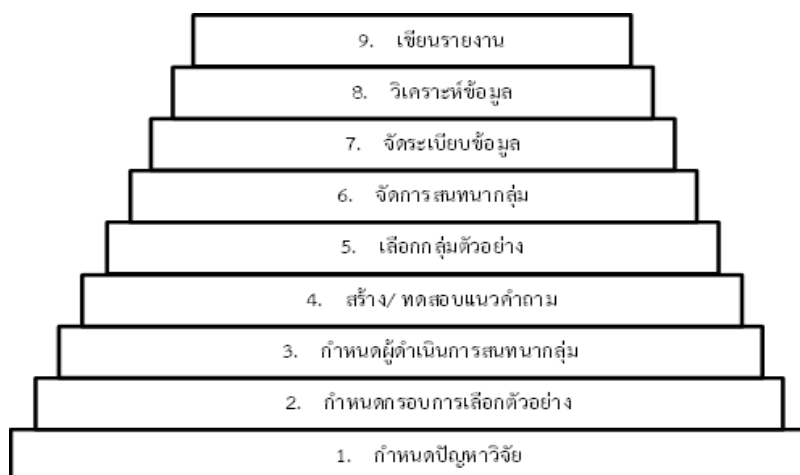 9. เขียนรายงาน
8. วิเคราะห์ข้อมูล
7. จัดระเบียบข้อมูล
6. จัดการสนทนากลุ่ม
5. เลือกกลุ่มตัวอย่าง
4. สร้าง/ ทดสอบแนวคำถาม
3. กำหนดผู้ดำเนินการสนทนากลุ่ม
2. กำหนดกรอบการเลือกตัวอย่าง
1. กำหนดปัญหาวิจัย